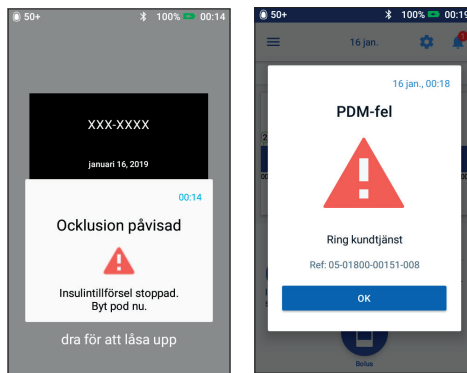 50+
100%
00:14
XXX-XXXX
januari 16, 2019
00:14
Ocklusion påvisad
Insulintillförsel stoppad.
Byt pod nu.
dra för att låsa upp
50+
100%
00:19
16 jan.
16 jan., 00:18
PDM-fel
Ring kundtjänst
Ref: 05-01800-00151-008
OK
Bolus